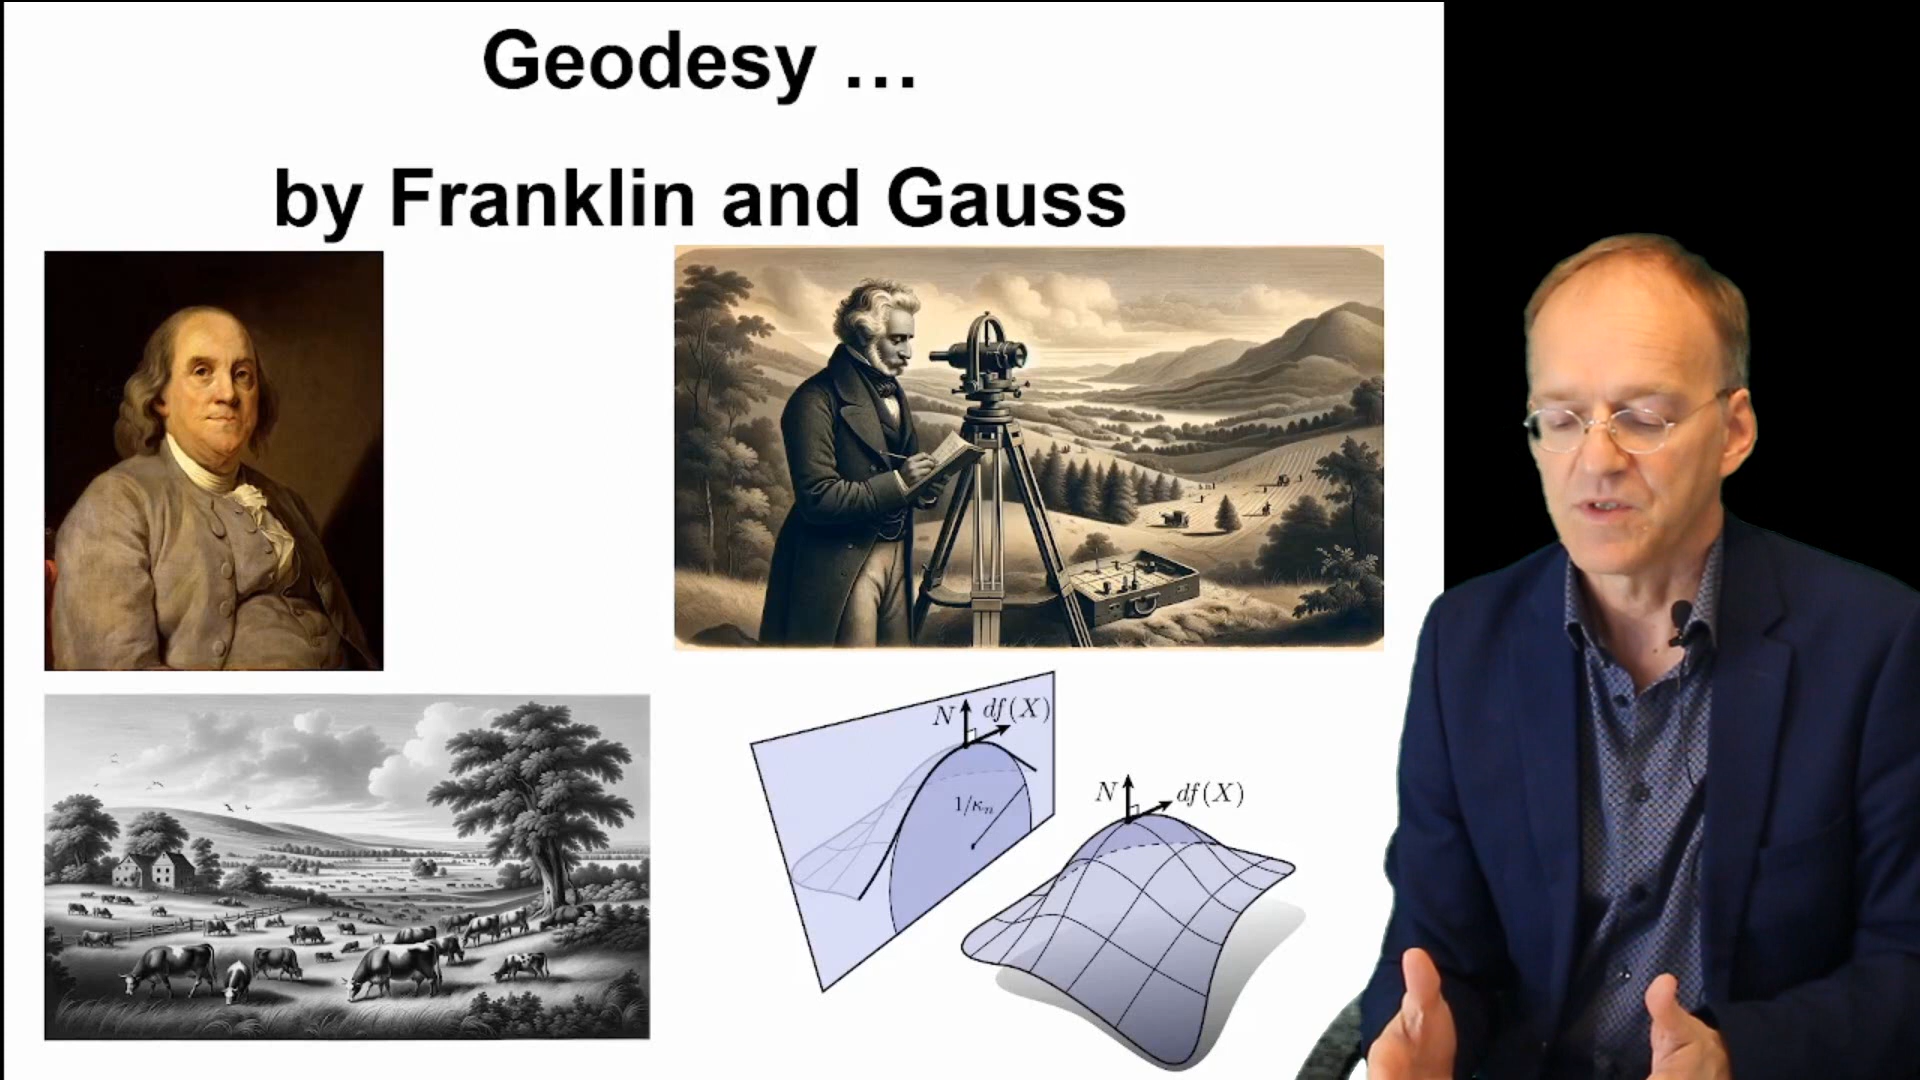 Geodesy ...
by Franklin and Gauss
N df(X)
1/κₙ
N df(X)